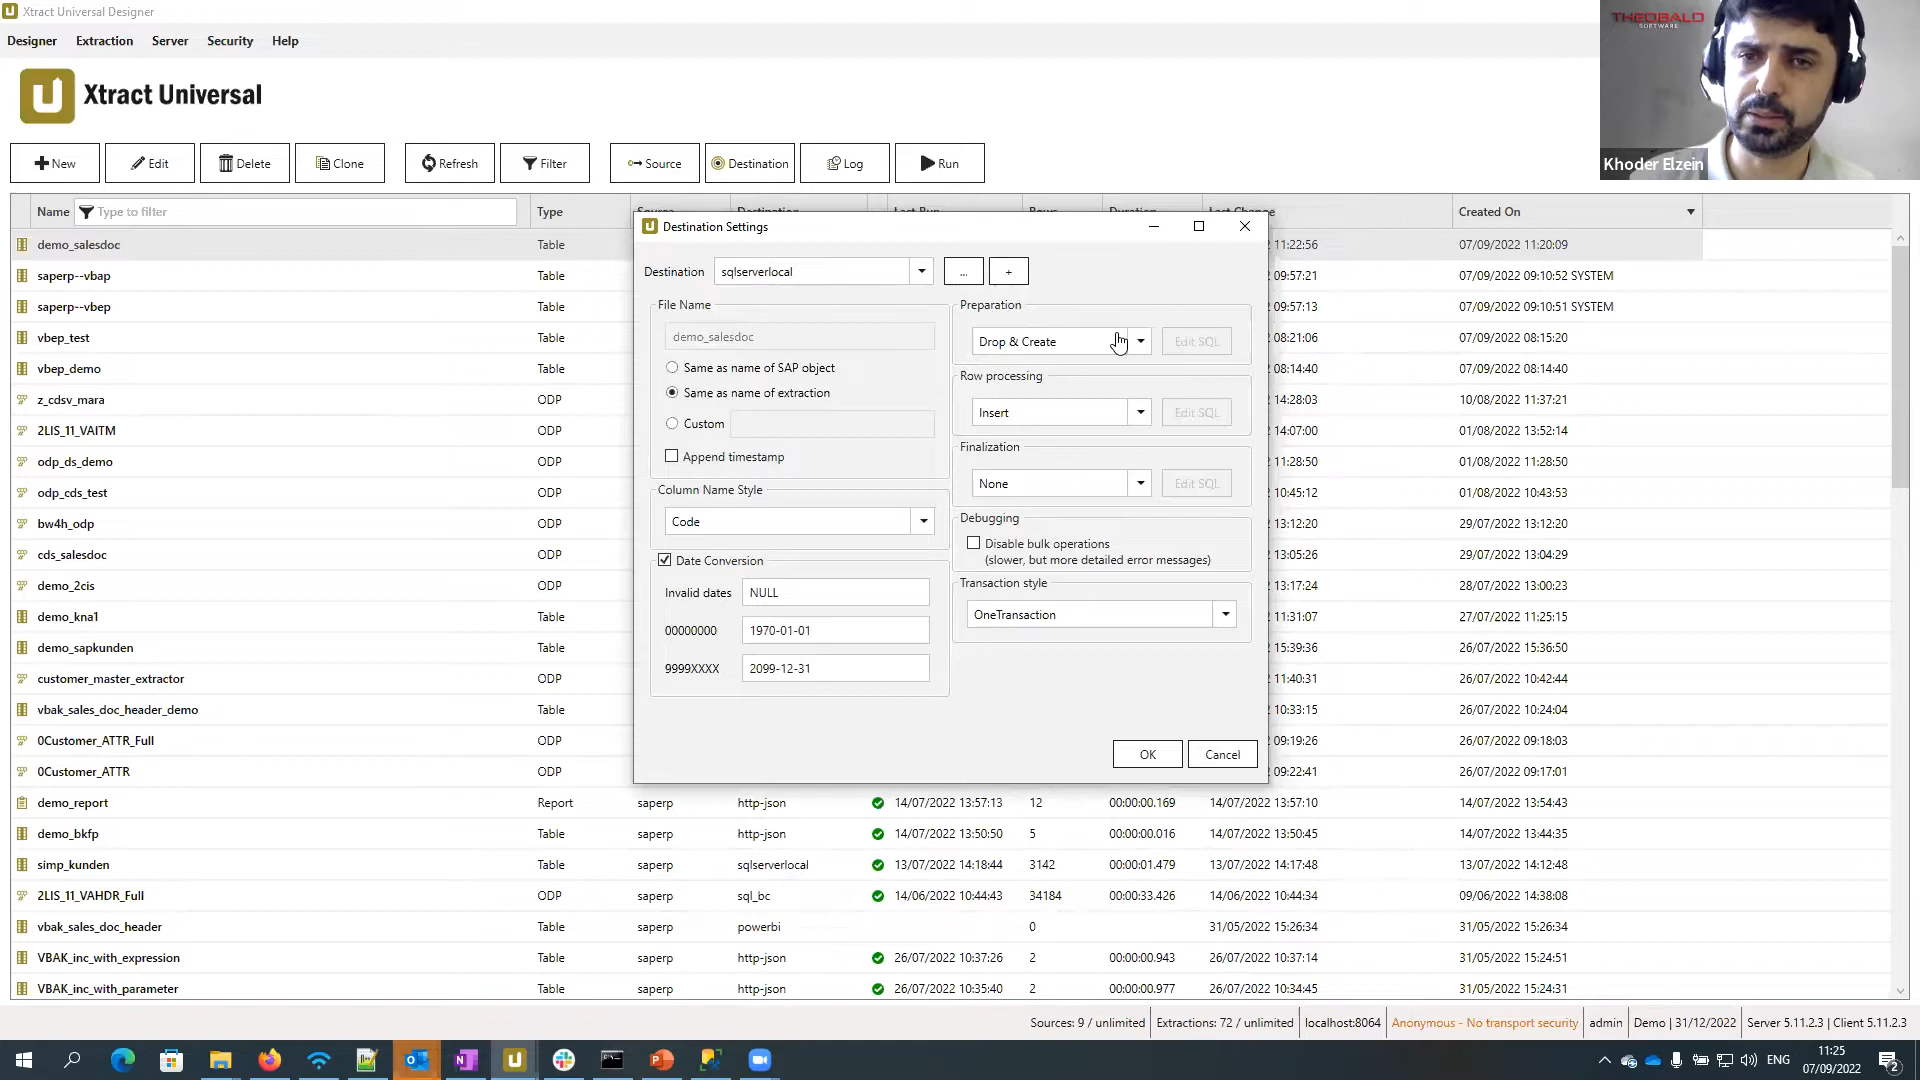 Xtract Universal Designer
Designer Extraction Server Security Help
Xtract Universal
New Edit Delete Clone Refresh Filter Source Destination Log Run
THEOBALD
SOFTWARE
Khoder Elzein
Name Type to filter Type Source Destination Last Run Rows Duration Last Change Created On
demo_salesdoc Table 11:22:56 07/09/2022 11:20:09
saperp--vbap Table 09:57:21 07/09/2022 09:10:52 SYSTEM
saperp--vbep Table 09:57:13 07/09/2022 09:10:51 SYSTEM
vbep_test Table 08:21:06 07/09/2022 08:15:20
vbep_demo Table 08:14:40 07/09/2022 08:14:40
z_cdsv_mara ODP 14:28:03 10/08/2022 11:37:21
2LIS_11_VAITM ODP 14:07:00 01/08/2022 13:52:14
odp_ds_demo ODP 11:28:50 01/08/2022 11:28:50
odp_cds_test ODP 10:45:12 01/08/2022 10:43:53
bw4h_odp ODP 13:12:20 29/07/2022 13:12:20
cds_salesdoc ODP 13:05:26 29/07/2022 13:04:29
demo_2cis ODP 13:17:24 28/07/2022 13:00:23
demo_kna1 Table 11:31:07 27/07/2022 11:25:15
demo_sapkunden Table 15:39:36 26/07/2022 15:36:50
customer_master_extractor ODP 11:40:31 26/07/2022 10:42:44
vbak_sales_doc_header_demo Table 10:33:15 26/07/2022 10:24:04
0Customer_ATTR_Full ODP 09:19:26 26/07/2022 09:18:03
0Customer_ATTR ODP 09:22:41 26/07/2022 09:17:01
demo_report Report saperp http-json 14/07/2022 13:57:13 12 00:00:00.169 14/07/2022 13:57:10 14/07/2022 13:54:43
demo_bkfp Table saperp http-json 14/07/2022 13:50:50 5 00:00:00.016 14/07/2022 13:50:45 14/07/2022 13:44:35
simp_kunden Table saperp sqlserverlocal 13/07/2022 14:18:44 3142 00:00:01.479 13/07/2022 14:17:48 13/07/2022 14:12:48
2LIS_11_VAHDR_Full ODP saperp sql_bc 14/06/2022 10:44:43 34184 00:00:33.426 14/06/2022 10:44:34 09/06/2022 14:38:08
vbak_sales_doc_header Table saperp powerbi 0 31/05/2022 15:26:34 31/05/2022 15:26:34
VBAK_inc_with_expression Table saperp http-json 26/07/2022 10:37:26 2 00:00:00.943 26/07/2022 10:37:14 31/05/2022 15:24:51
VBAK_inc_with_parameter Table saperp http-json 26/07/2022 10:35:40 2 00:00:00.977 26/07/2022 10:34:45 31/05/2022 15:24:31
Destination Settings
Destination sqlserverlocal ... +
File Name
demo_salesdoc
Same as name of SAP object
Same as name of extraction
Custom
Append timestamp
Column Name Style
Code
Date Conversion
Invalid dates NULL
00000000 1970-01-01
9999XXXX 2099-12-31
Preparation
Drop & Create Edit SQL
Row processing
Insert Edit SQL
Finalization
None Edit SQL
Debugging
Disable bulk operations
(slower, but more detailed error messages)
Transaction style
OneTransaction
OK Cancel
Sources: 9 / unlimited Extractions: 72 / unlimited localhost:8064 Anonymous - No transport security admin Demo | 31/12/2022 Server 5.11.2.3 | Client 5.11.2.3
ENG 11:25
07/09/2022 2